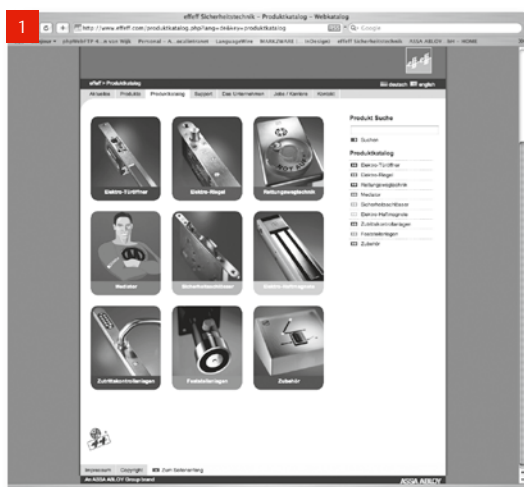 1
effeff Sicherheitstechnik – Produktkatalog – Webkatalog
http://www.effeff.com/produktkatalog.php?lang=de&nav=produktkatalog
Google
effeff > Produktkatalog
deutsch english
Aktuelles Produkte Produktkatalog Support Das Unternehmen Jobs / Karriere Kontakt
Produkt Suche
Suchen
Produktkatalog
Elektro-Türöffner
Elektro-Riegel
Rettungswegtechnik
Mediator
Sicherheitsschlösser
Elektro-Haftmagnete
Zutrittskontrollanlagen
Feststellanlagen
Zubehör
Elektro-Türöffner
Elektro-Riegel
Rettungswegtechnik
Mediator
Sicherheitsschlösser
Elektro-Haftmagnete
Zutrittskontrollanlagen
Feststellanlagen
Zubehör
Impressum Copyright Zum Seitenanfang
An ASSA ABLOY Group brand
ASSA ABLOY